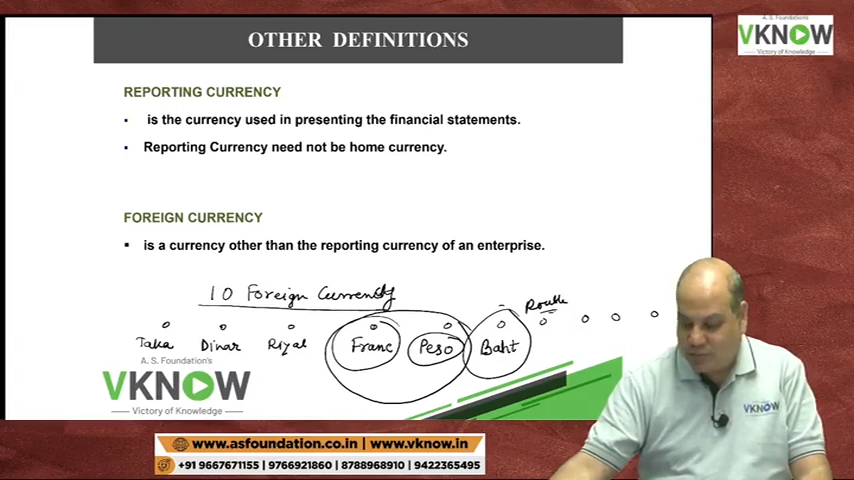 OTHER DEFINITIONS
A. S. Foundation's
VKNOW
Victory of Knowledge
REPORTING CURRENCY
▪ is the currency used in presenting the financial statements.
▪ Reporting Currency need not be home currency.
FOREIGN CURRENCY
▪ is a currency other than the reporting currency of an enterprise.
10 Foreign Currency
Rouble
Taka Dinar Riyal Franc Peso Baht
A. S. Foundation's
VKNOW
Victory of Knowledge
VKNOW
www.asfoundation.co.in | www.vknow.in
+91 9667671155 | 9766921860 | 8788968910 | 9422365495